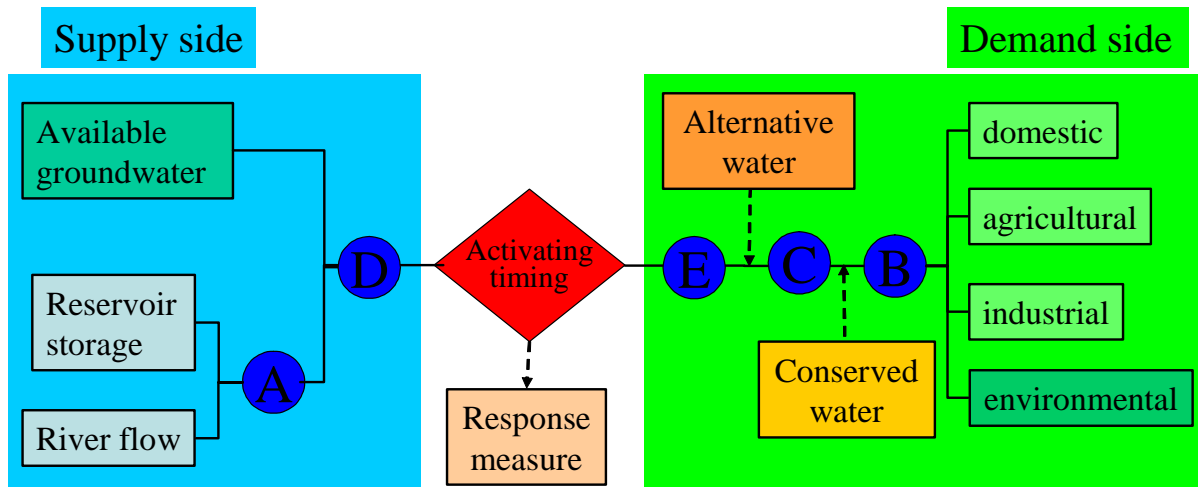 Supply side
Demand side
Available
groundwater
Reservoir
storage
River flow
A
D
Activating
timing
Response
measure
Alternative
water
E
C
B
Conserved
water
domestic
agricultural
industrial
environmental